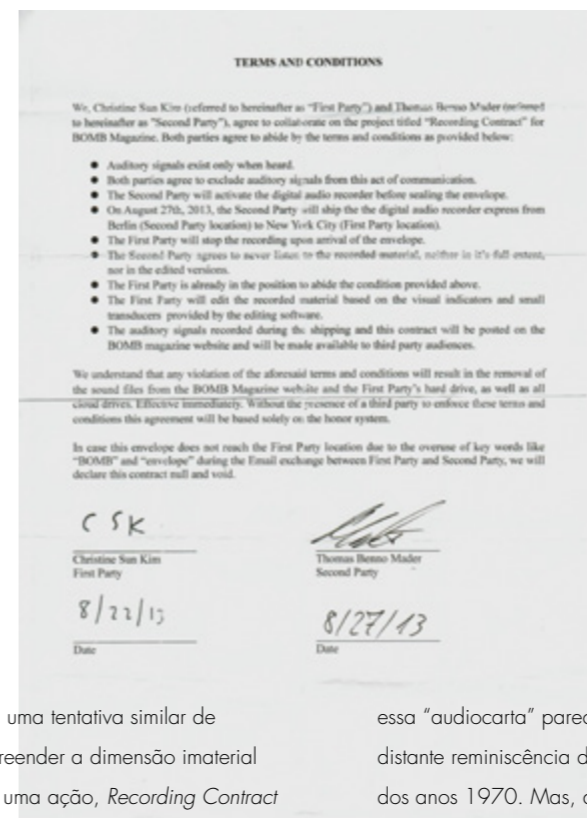 TERMS AND CONDITIONS
We, Christine Sun Kim (referred to hereinafter as "First Party") and Thomas Benno Mader (referred
to hereinafter as "Second Party"), agree to collaborate on the project titled "Recording Contract" for
BOMB Magazine. Both parties agree to abide by the terms and conditions as provided below:
● Auditory signals exist only when heard.
● Both parties agree to exclude auditory signals from this act of communication.
● The Second Party will activate the digital audio recorder before sealing the envelope.
● On August 27th, 2013, the Second Party will ship the the digital audio recorder express from
Berlin (Second Party location) to New York City (First Party location).
● The First Party will stop the recording upon arrival of the envelope.
● The Second Party agrees to never listen to the recorded material, neither in it's full extent,
nor in the edited versions.
● The First Party is already in the position to abide the condition provided above.
● The First Party will edit the recorded material based on the visual indicators and small
transducers provided by the editing software.
● The auditory signals recorded during the shipping and this contract will be posted on the
BOMB magazine website and will be made available to third party audiences.
We understand that any violation of the aforesaid terms and conditions will result in the removal of
the sound files from the BOMB Magazine website and the First Party's hard drive, as well as all
cloud drives. Effective immediately. Without the presence of a third party to enforce these terms and
conditions this agreement will be based solely on the honor system.
In case this envelope does not reach the First Party location due to the overuse of key words like
"BOMB" and "envelope" during the Email exchange between First Party and Second Party, we will
declare this contract null and void.
CSK
Christine Sun Kim
First Party
8/22/13
Date
Thomas Benno Mader
Second Party
8/27/13
Date
uma tentativa similar de
reender a dimensão imaterial
uma ação, Recording Contract
essa "audiocarta" parec
distante reminiscência d
dos anos 1970. Mas,